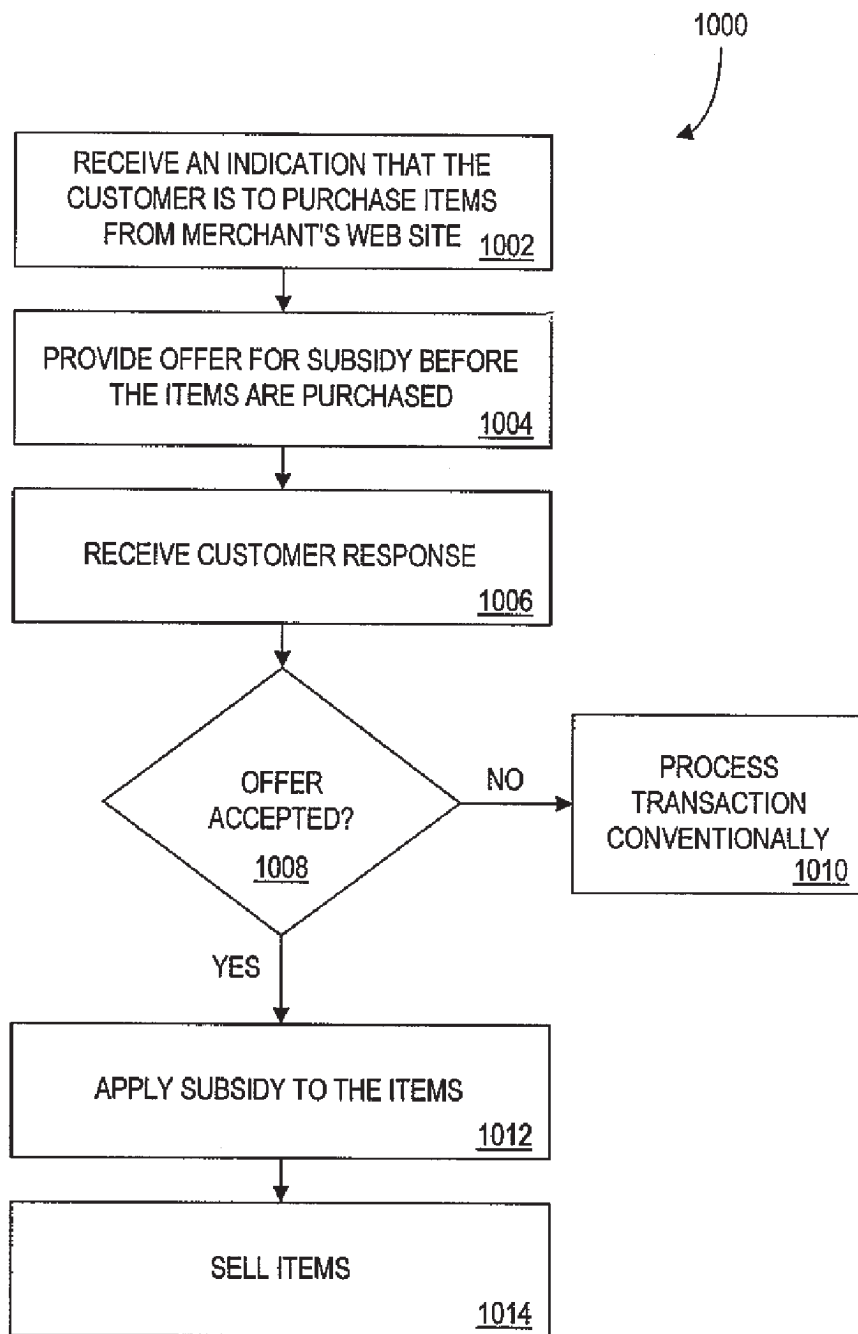 1000
RECEIVE AN INDICATION THAT THE
CUSTOMER IS TO PURCHASE ITEMS
FROM MERCHANT'S WEB SITE
1002
PROVIDE OFFER FOR SUBSIDY BEFORE
THE ITEMS ARE PURCHASED
1004
RECEIVE CUSTOMER RESPONSE
1006
OFFER
ACCEPTED?
1008
NO
PROCESS
TRANSACTION
CONVENTIONALLY
1010
YES
APPLY SUBSIDY TO THE ITEMS
1012
SELL ITEMS
1014